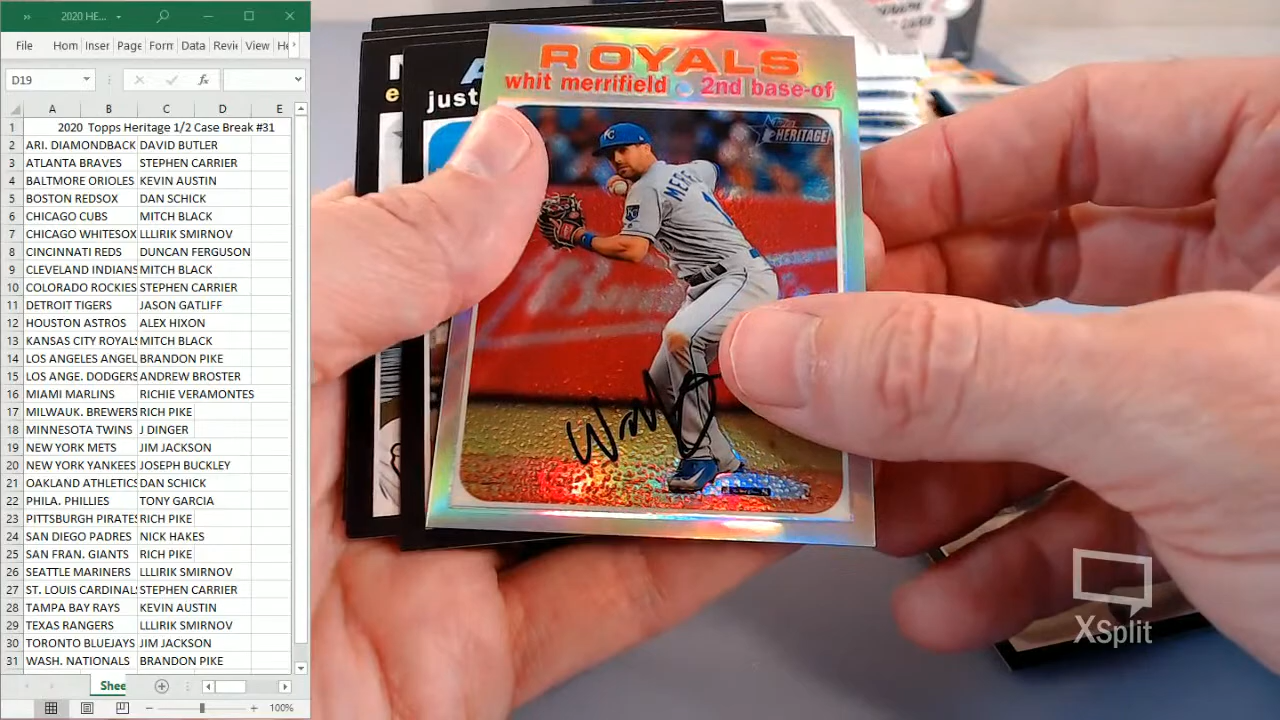 2020 HE...
File Hom Inser Page Forn Data Revi View He
D19 fx
A B C D E
1 2020 Topps Heritage 1/2 Case Break #31
2 ARI. DIAMODBACK DAVID BUTLER
3 ATLANTA BRAVES STEPHEN CARRIER
4 BALTMORE ORIOLES KEVIN AUSTIN
5 BOSTON REDSOX DAN SCHICK
6 CHICAGO CUBS MITCH BLACK
7 CHICAGO WHITESOX LLLIRIK SMIRNOV
8 CINCINNATI REDS DUNCAN FERGUSON
9 CLEVELAND INDIANS MITCH BLACK
10 COLORADO ROCKIES STEPHEN CARRIER
11 DETROIT TIGERS JASON GATLIFF
12 HOUSTON ASTROS ALEX HIXON
13 KANSAS CITY ROYALS MITCH BLACK
14 LOS ANGELES ANGEL BRANDON PIKE
15 LOS ANGE. DODGERS ANDREW BROSTER
16 MIAMI MARLINS RICHIE VERAMONTES
17 MILWAUK. BREWERS RICH PIKE
18 MINNESOTA TWINS J DINGER
19 NEW YORK METS JIM JACKSON
20 NEW YORK YANKEES JOSEPH BUCKLEY
21 OAKLAND ATHLETICS DAN SCHICK
22 PHILA. PHILLIES TONY GARCIA
23 PITTSBURGH PIRATES RICH PIKE
24 SAN DIEGO PADRES NICK HAKES
25 SAN FRAN. GIANTS RICH PIKE
26 SEATTLE MARINERS LLLIRIK SMIRNOV
27 ST. LOUIS CARDINALS STEPHEN CARRIER
28 TAMPA BAY RAYS KEVIN AUSTIN
29 TEXAS RANGERS LLLIRIK SMIRNOV
30 TORONTO BLUEJAYS JIM JACKSON
31 WASH. NATIONALS BRANDON PIKE
Shee
100%
ROYALS
whit merrifield 2nd base-of
just
HERITAGE
KC
XSplit